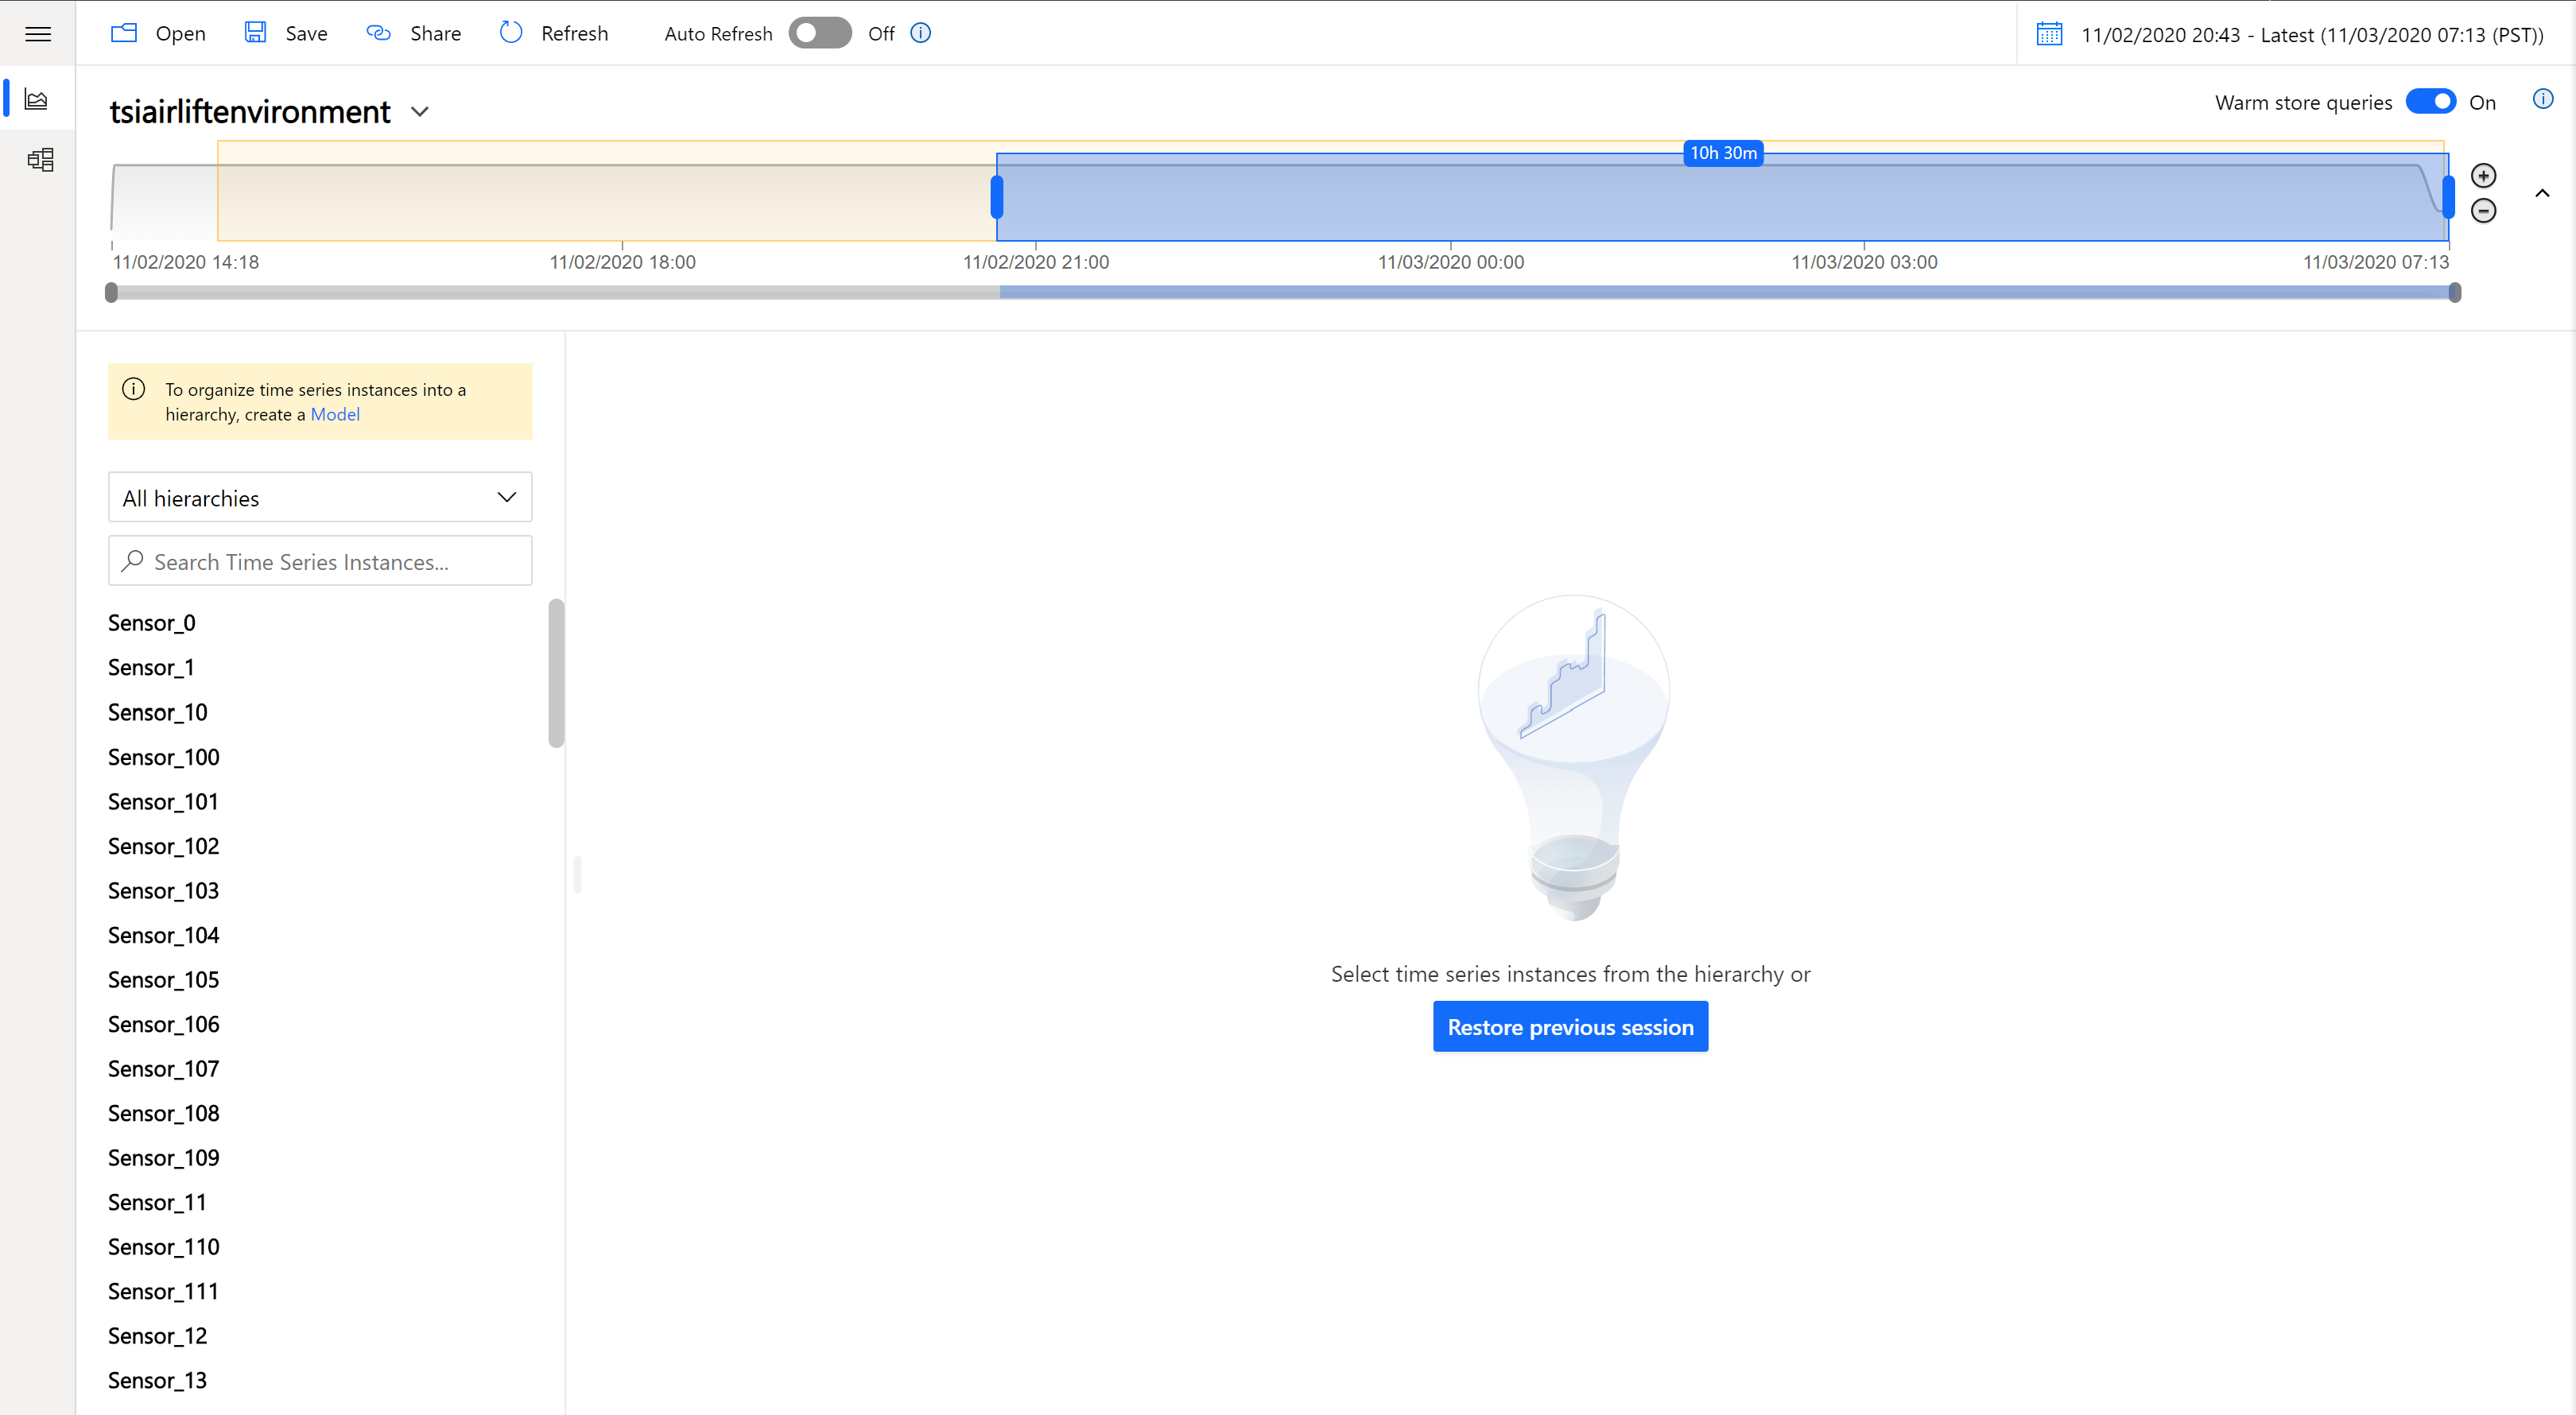 Open Save Share Refresh Auto Refresh Off 11/02/2020 20:43 - Latest (11/03/2020 07:13 (PST))
tsiairliftenvironment
Warm store queries On
10h 30m
11/02/2020 14:18 11/02/2020 18:00 11/02/2020 21:00 11/03/2020 00:00 11/03/2020 03:00 11/03/2020 07:13
To organize time series instances into a
hierarchy, create a Model
All hierarchies
Search Time Series Instances...
Sensor_0
Sensor_1
Sensor_10
Sensor_100
Sensor_101
Sensor_102
Sensor_103
Sensor_104
Sensor_105
Sensor_106
Sensor_107
Sensor_108
Sensor_109
Sensor_11
Sensor_110
Sensor_111
Sensor_12
Sensor_13
Select time series instances from the hierarchy or
Restore previous session